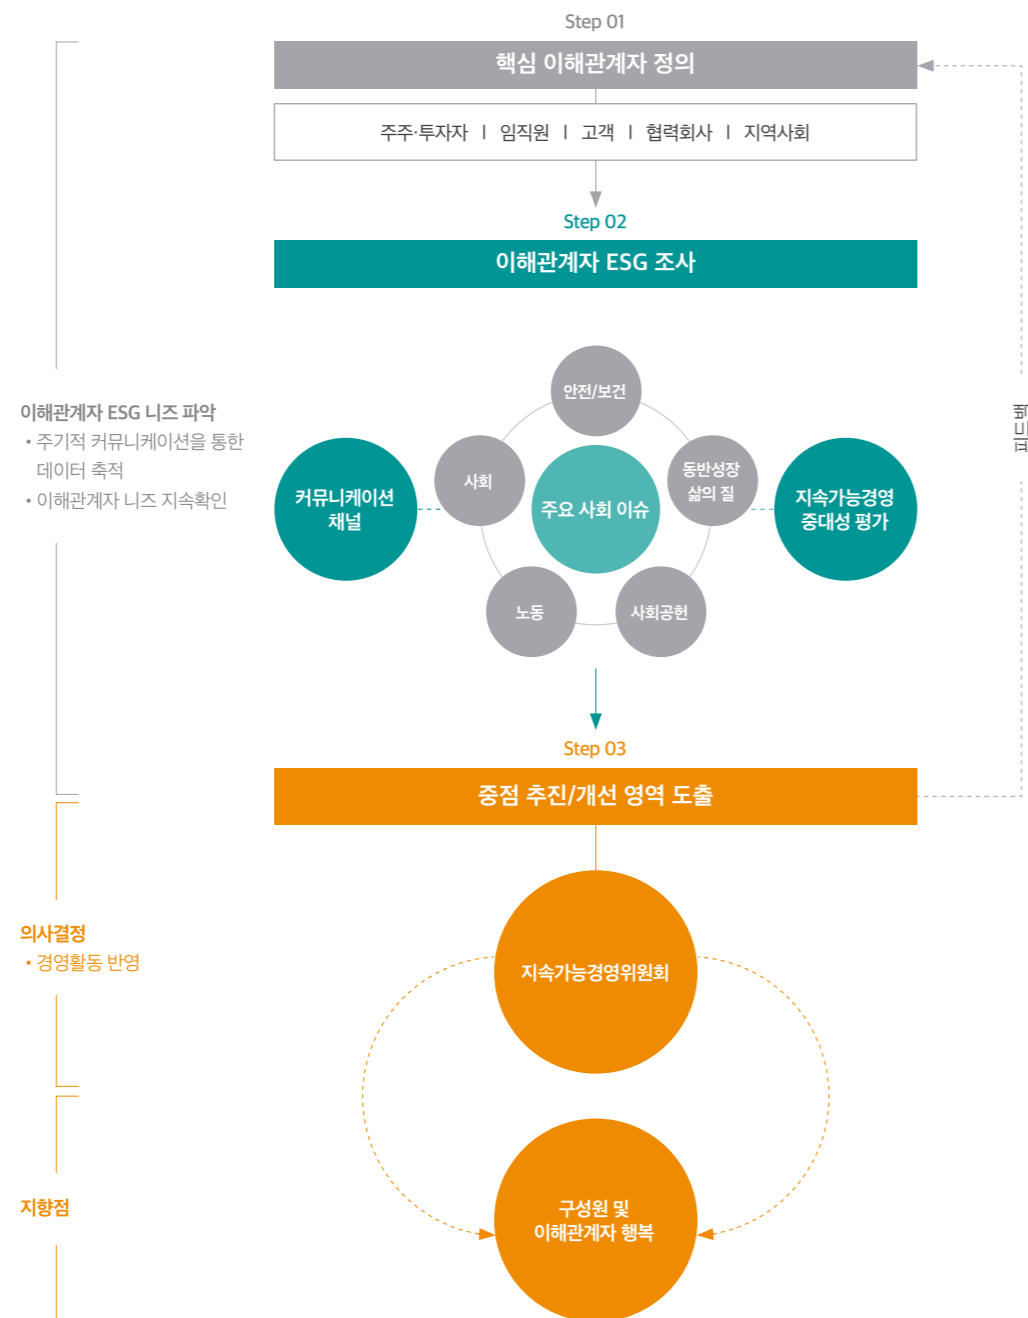 Step 01
핵심 이해관계자 정의
주주·투자자 ㅣ 임직원 ㅣ 고객 ㅣ 협력회사 ㅣ 지역사회
Step 02
이해관계자 ESG 조사
이해관계자 ESG 니즈 파악
• 주기적 커뮤니케이션을 통한
데이터 축적
• 이해관계자 니즈 지속확인
커뮤니케이션
채널
안전/보건
사회
동반성장
삶의 질
주요 사회 이슈
노동
사회공헌
지속가능경영
중대성 평가
피드백
Step 03
중점 추진/개선 영역 도출
의사결정
• 경영활동 반영
지속가능경영위원회
지향점
구성원 및
이해관계자 행복